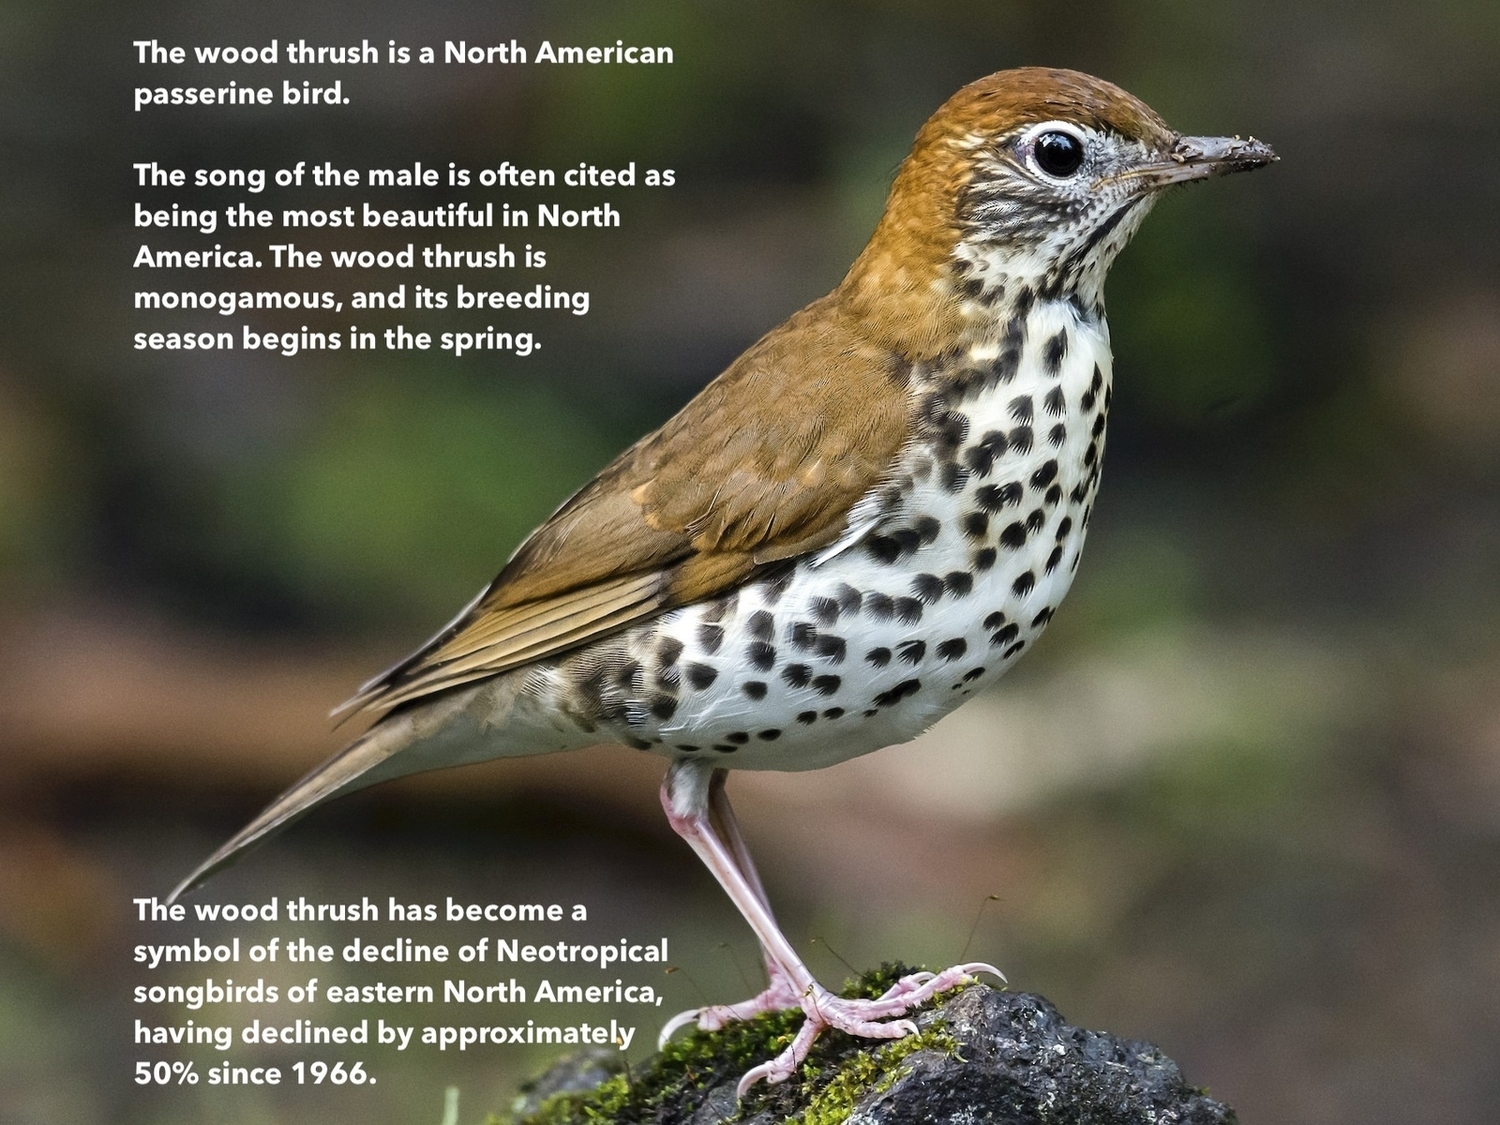 The wood thrush is a North American
passerine bird.
The song of the male is often cited as
being the most beautiful in North
America. The wood thrush is
monogamous, and its breeding
season begins in the spring.
The wood thrush has become a
symbol of the decline of Neotropical
songbirds of eastern North America,
having declined by approximately
50% since 1966.